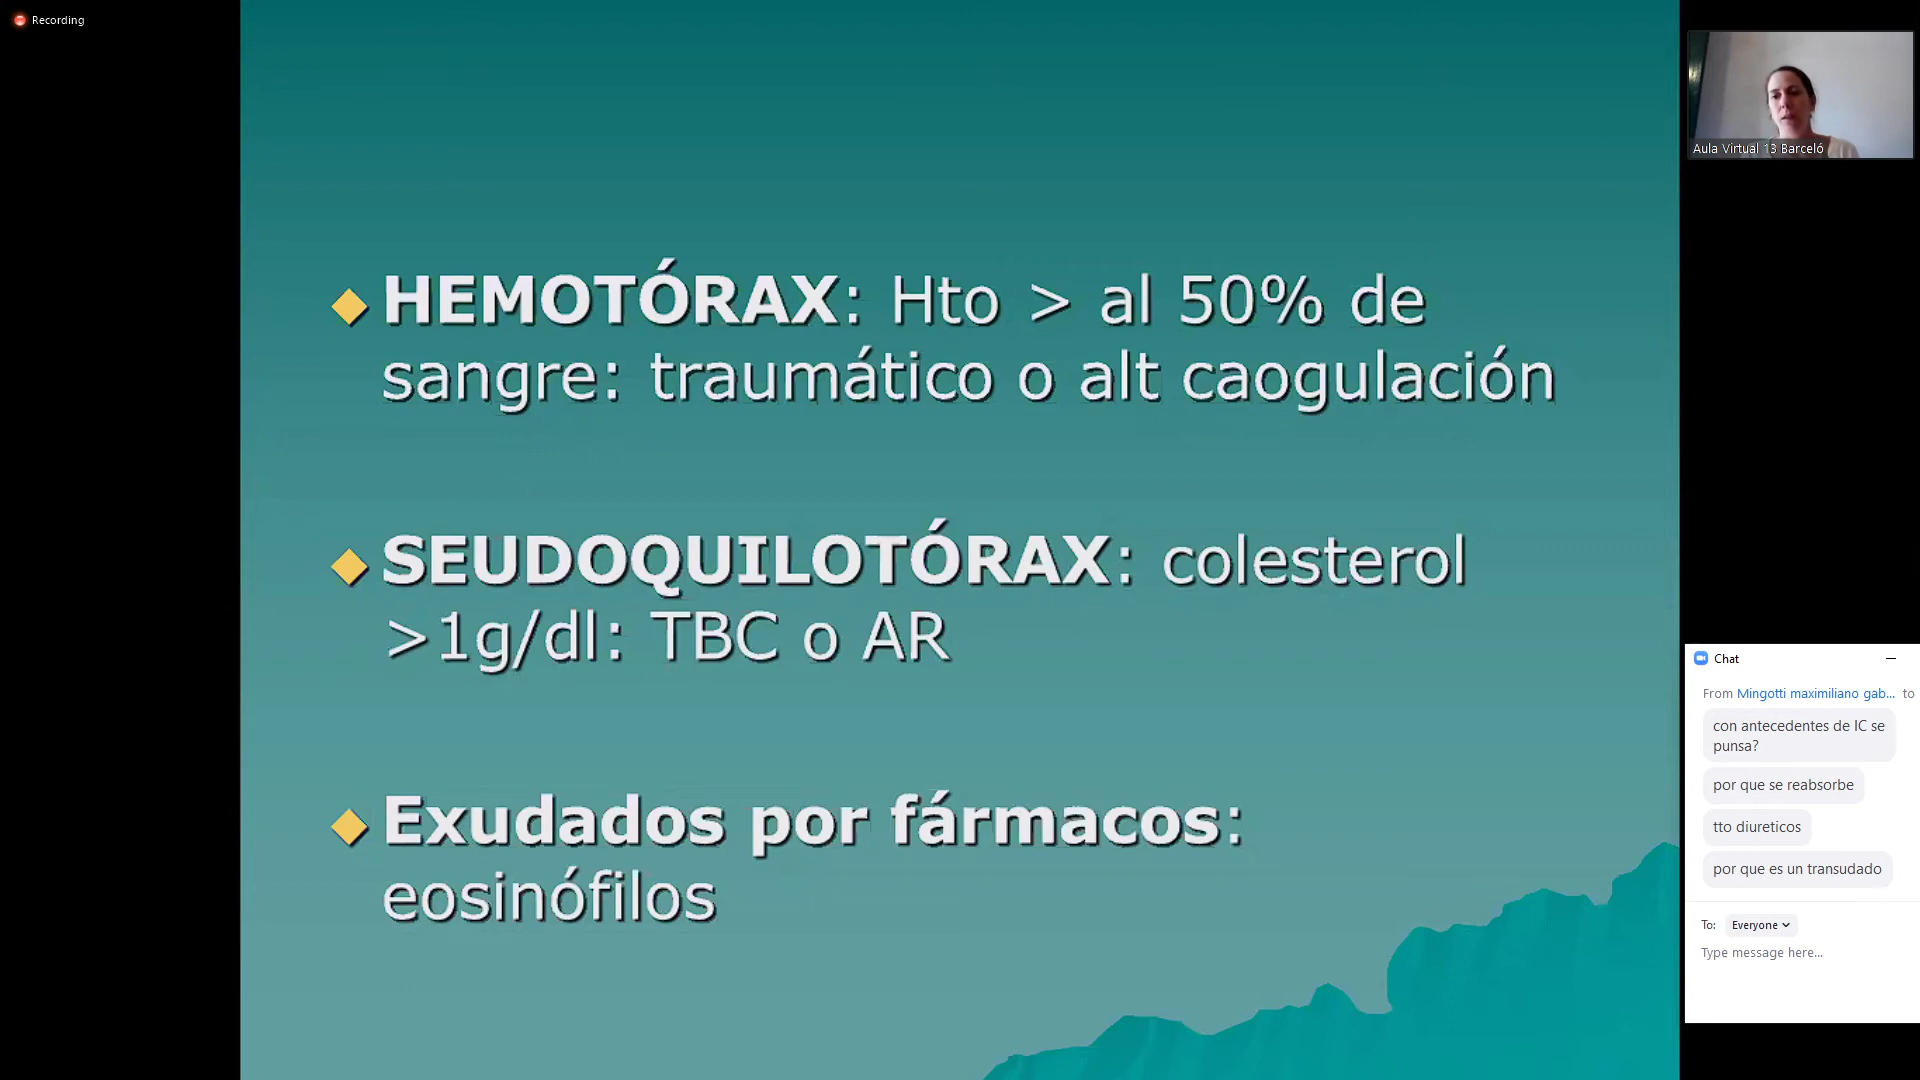 Recording
HEMOTÓRAX: Hto > al 50% de
sangre: traumático o alt caogulación
SEUDOQUILOTÓRAX: colesterol
>1g/dl: TBC o AR
Exudados por fármacos:
eosinófilos
Aula Virtual 13 Barceló
Chat
From Mingotti maximiliano gab... to
con antecedentes de IC se
punsa?
por que se reabsorbe
tto diureticos
por que es un transudado
To: Everyone
Type message here...